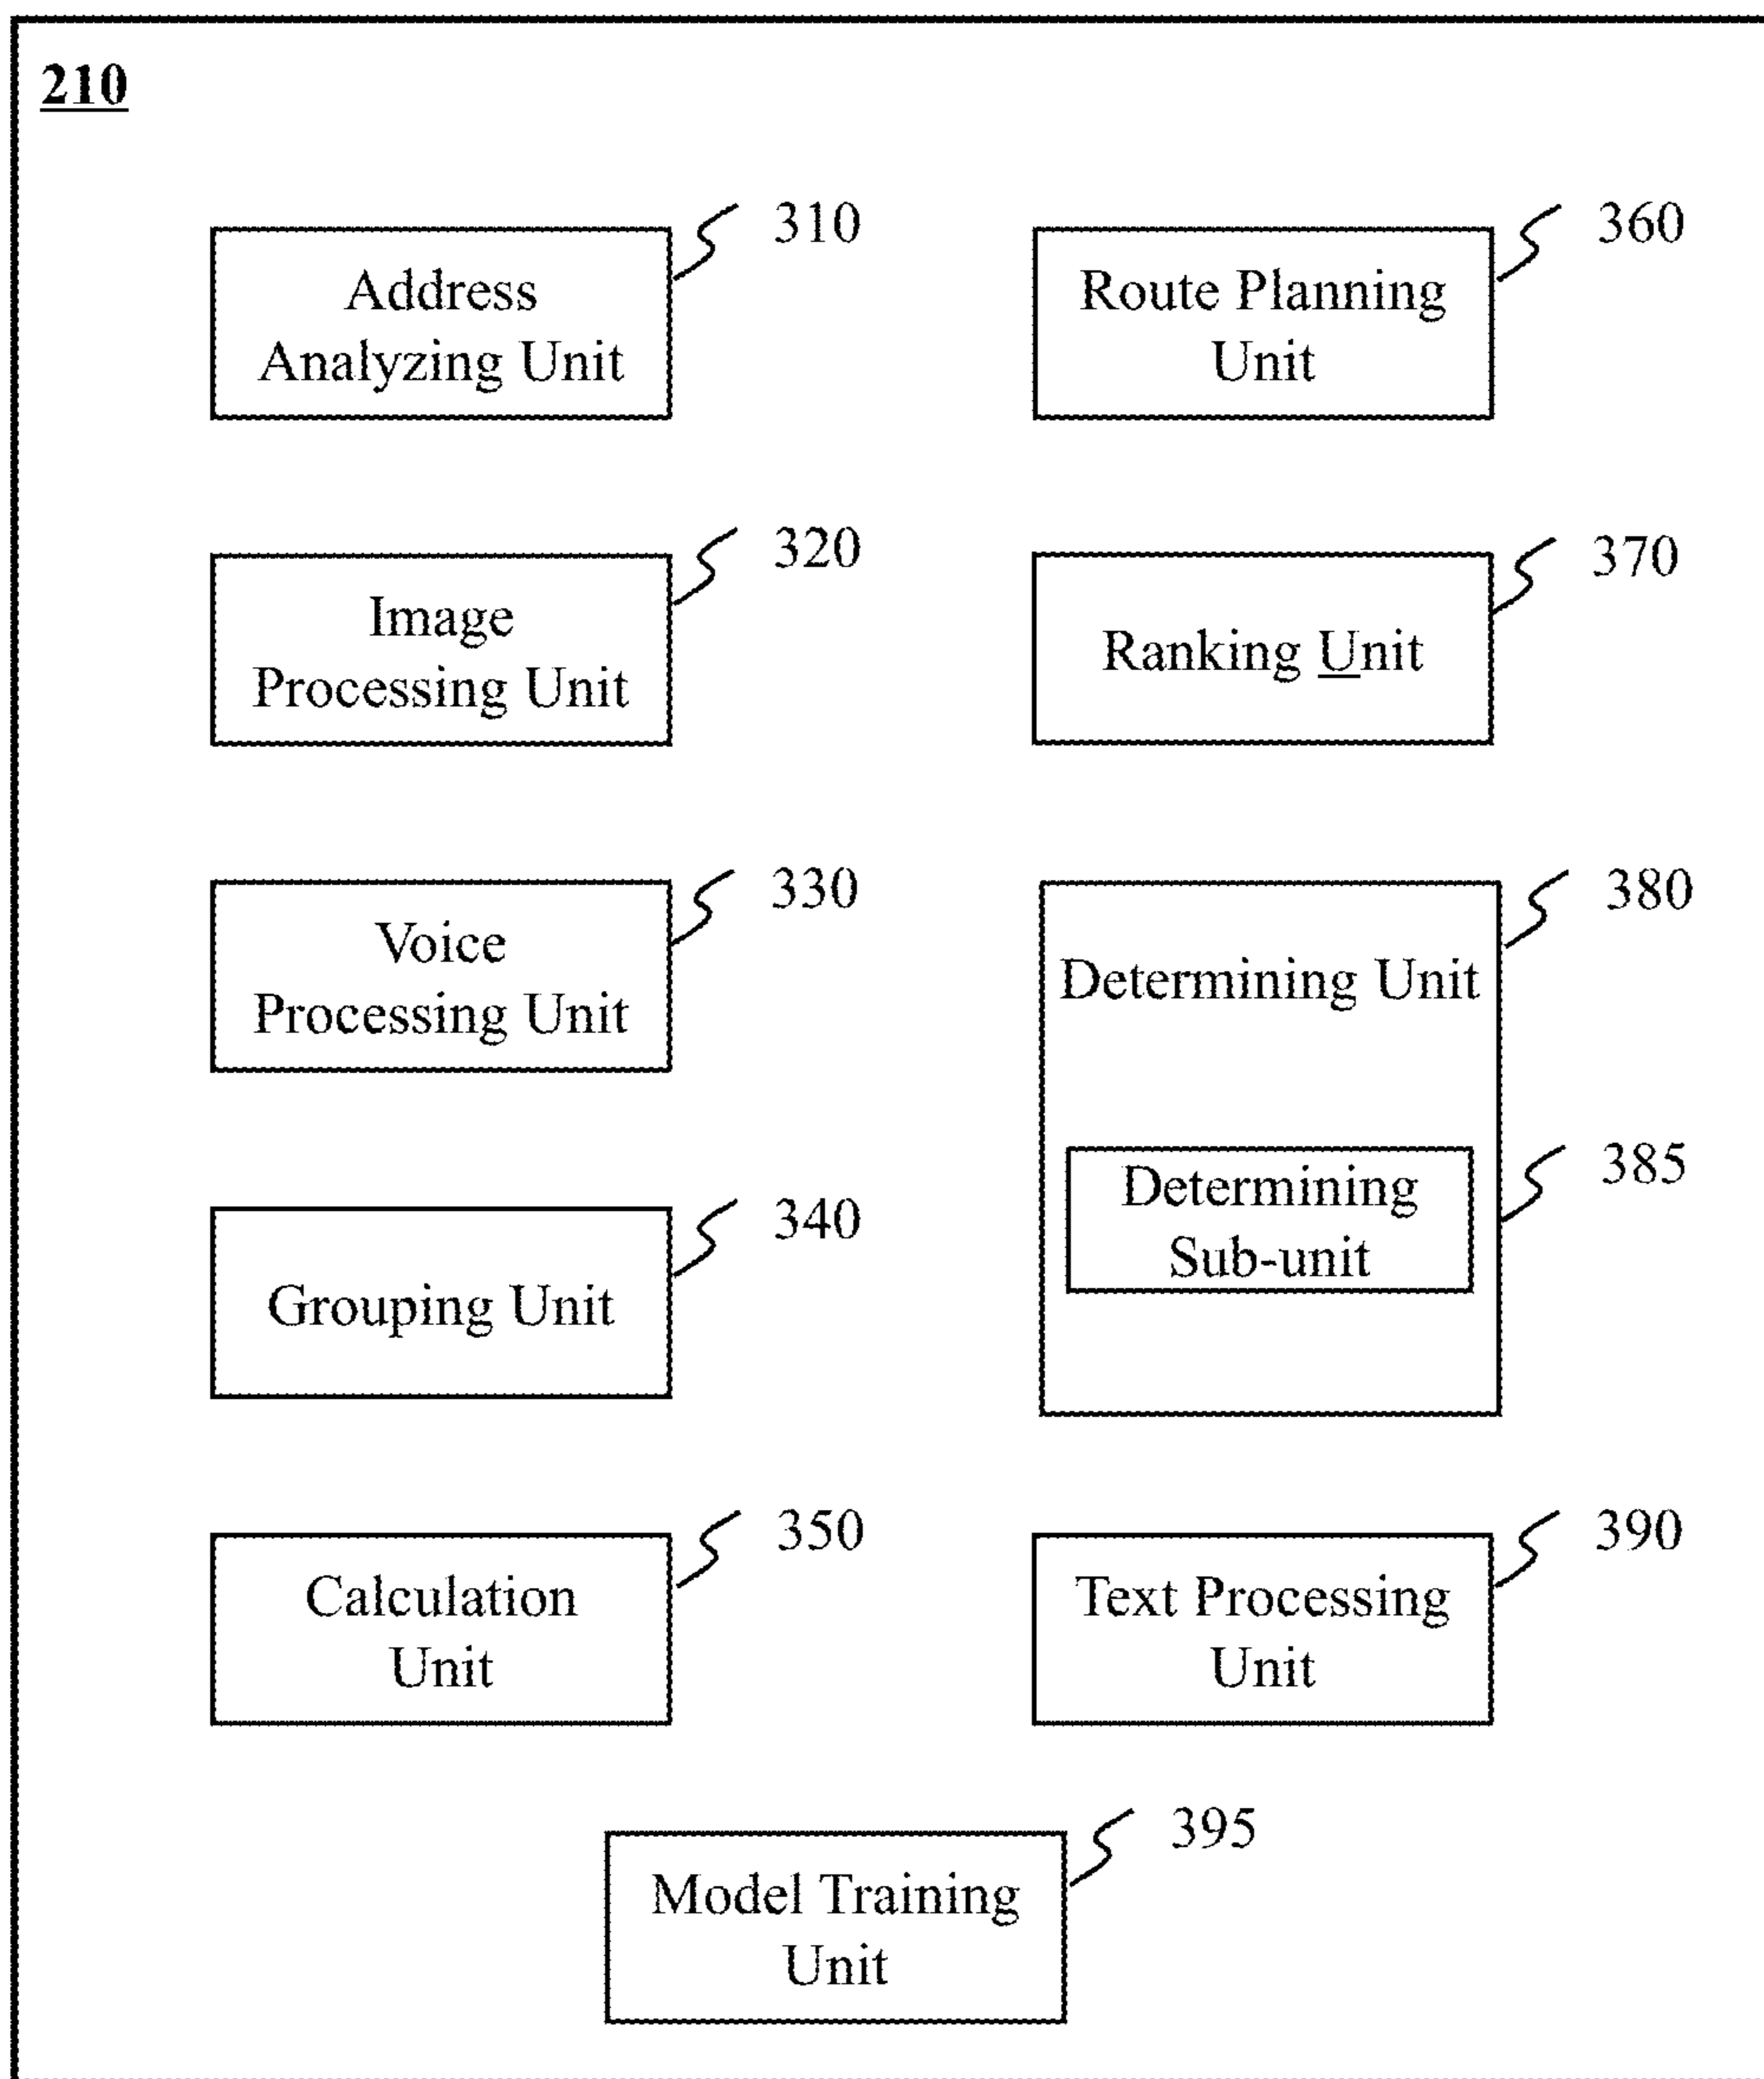 210
310
Address
Analyzing Unit
360
Route Planning
Unit
320
Image
Processing Unit
370
Ranking Unit
330
Voice
Processing Unit
380
Determining Unit
385
Determining
Sub-unit
340
Grouping Unit
350
Calculation
Unit
390
Text Processing
Unit
395
Model Training
Unit